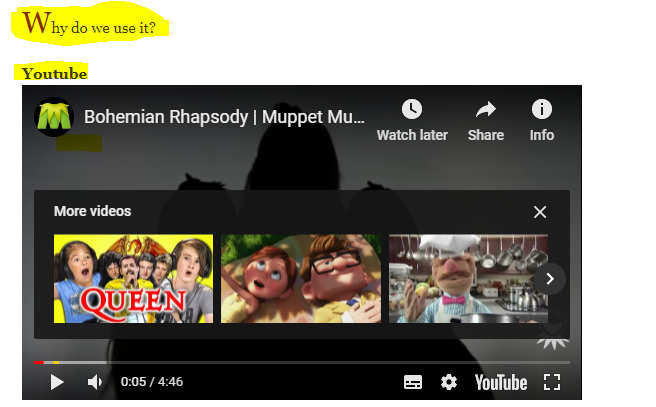 Why do we use it?
Youtube
Bohemian Rhapsody | Muppet Mu...
Watch later
Share
Info
More videos
QUEEN
0:05 / 4:46
YouTube